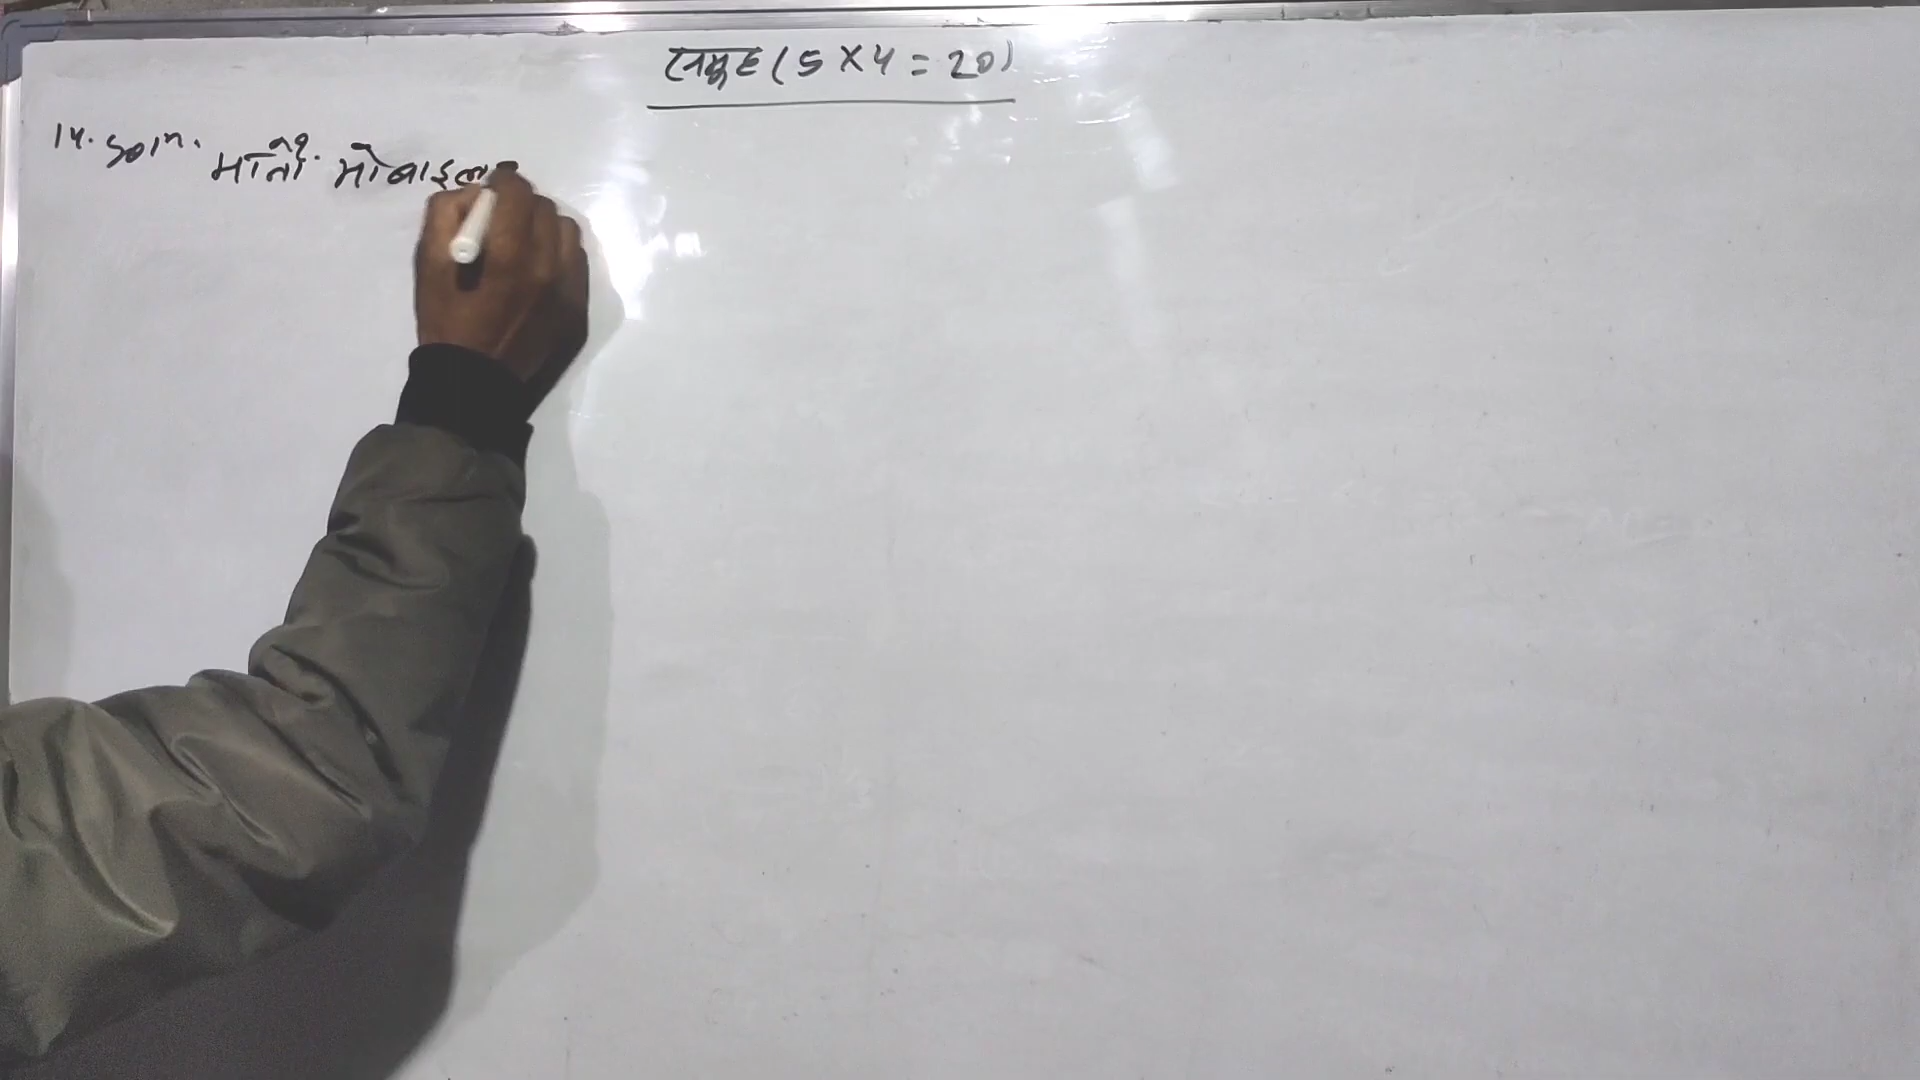 समूह (5 × 4 = 20)
14. Soln. मानौं मोबाइल